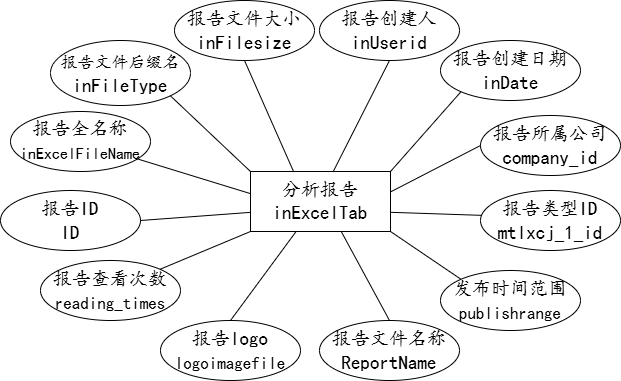 报告文件大小
inFilesize
报告创建人
inUserid
报告文件后缀名
inFileType
报告创建日期
inDate
报告全名称
inExcelFileName
报告所属公司
company_id
分析报告
inExcelTab
报告ID
ID
报告类型ID
mtlxcj_1_id
报告查看次数
reading_times
发布时间范围
publishrange
报告logo
logoimagefile
报告文件名称
ReportName